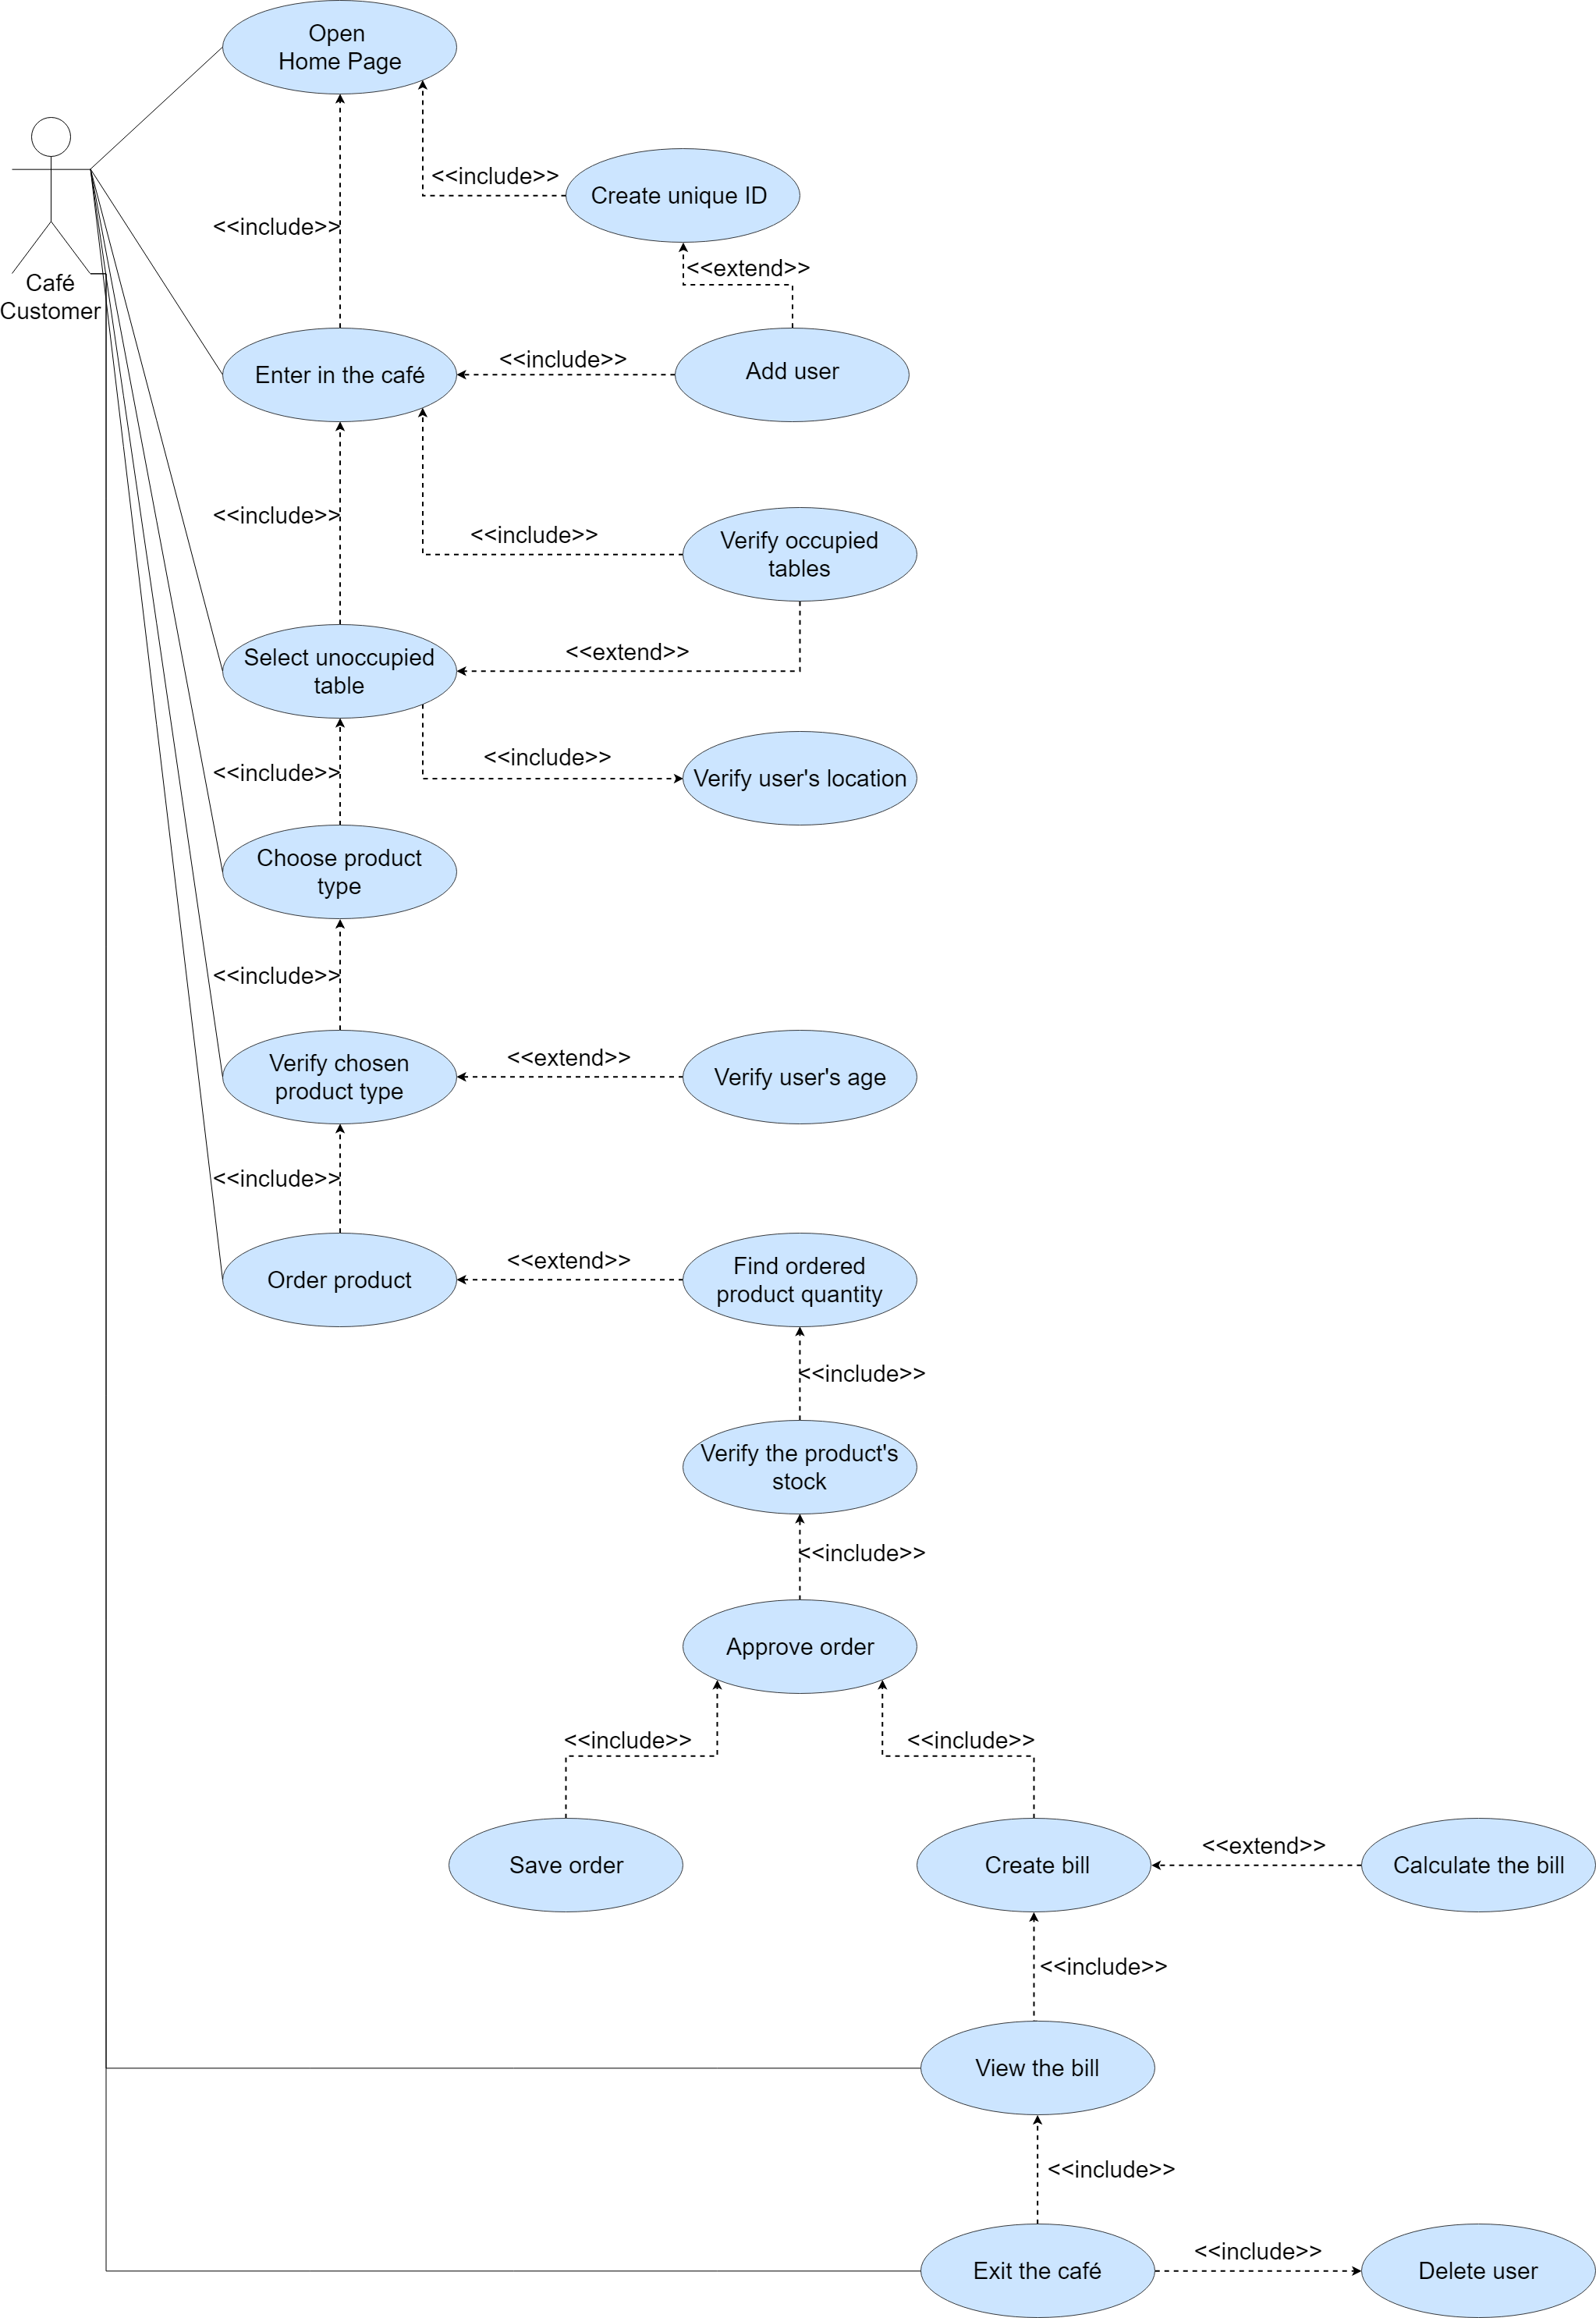 Open
Home Page
<<include>>
Create unique ID
<<include>>
<<extend>>
Café
Customer
Enter in the café
<<include>>
Add user
<<include>>
<<include>>
Verify occupied
tables
<<extend>>
Select unoccupied
table
<<include>>
<<include>>
Verify user's location
Choose product
type
<<include>>
Verify chosen
product type
<<extend>>
Verify user's age
<<include>>
Order product
<<extend>>
Find ordered
product quantity
<<include>>
Verify the product's
stock
<<include>>
Approve order
<<include>>
<<include>>
Save order
Create bill
<<extend>>
Calculate the bill
<<include>>
View the bill
<<include>>
Exit the café
<<include>>
Delete user